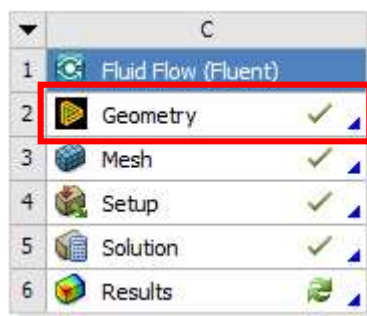 C
1 Fluid Flow (Fluent)
2 Geometry
3 Mesh
4 Setup
5 Solution
6 Results